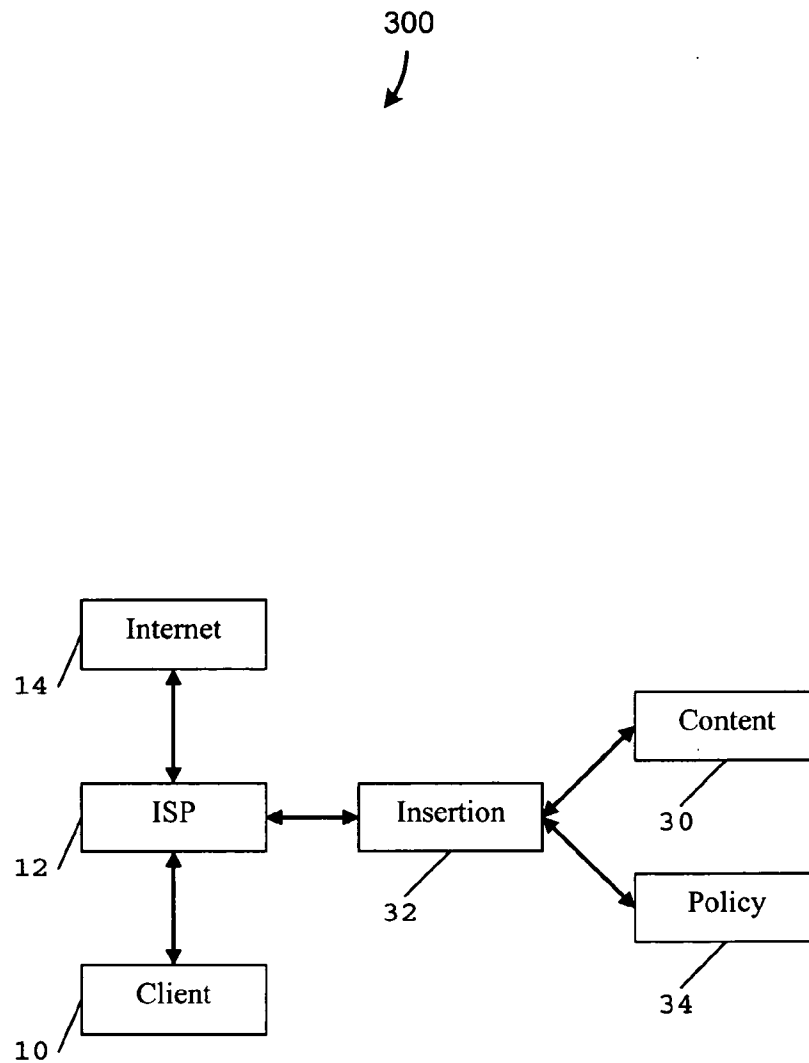 300
Internet
14
Content
30
ISP
12
Insertion
32
Policy
34
Client
10